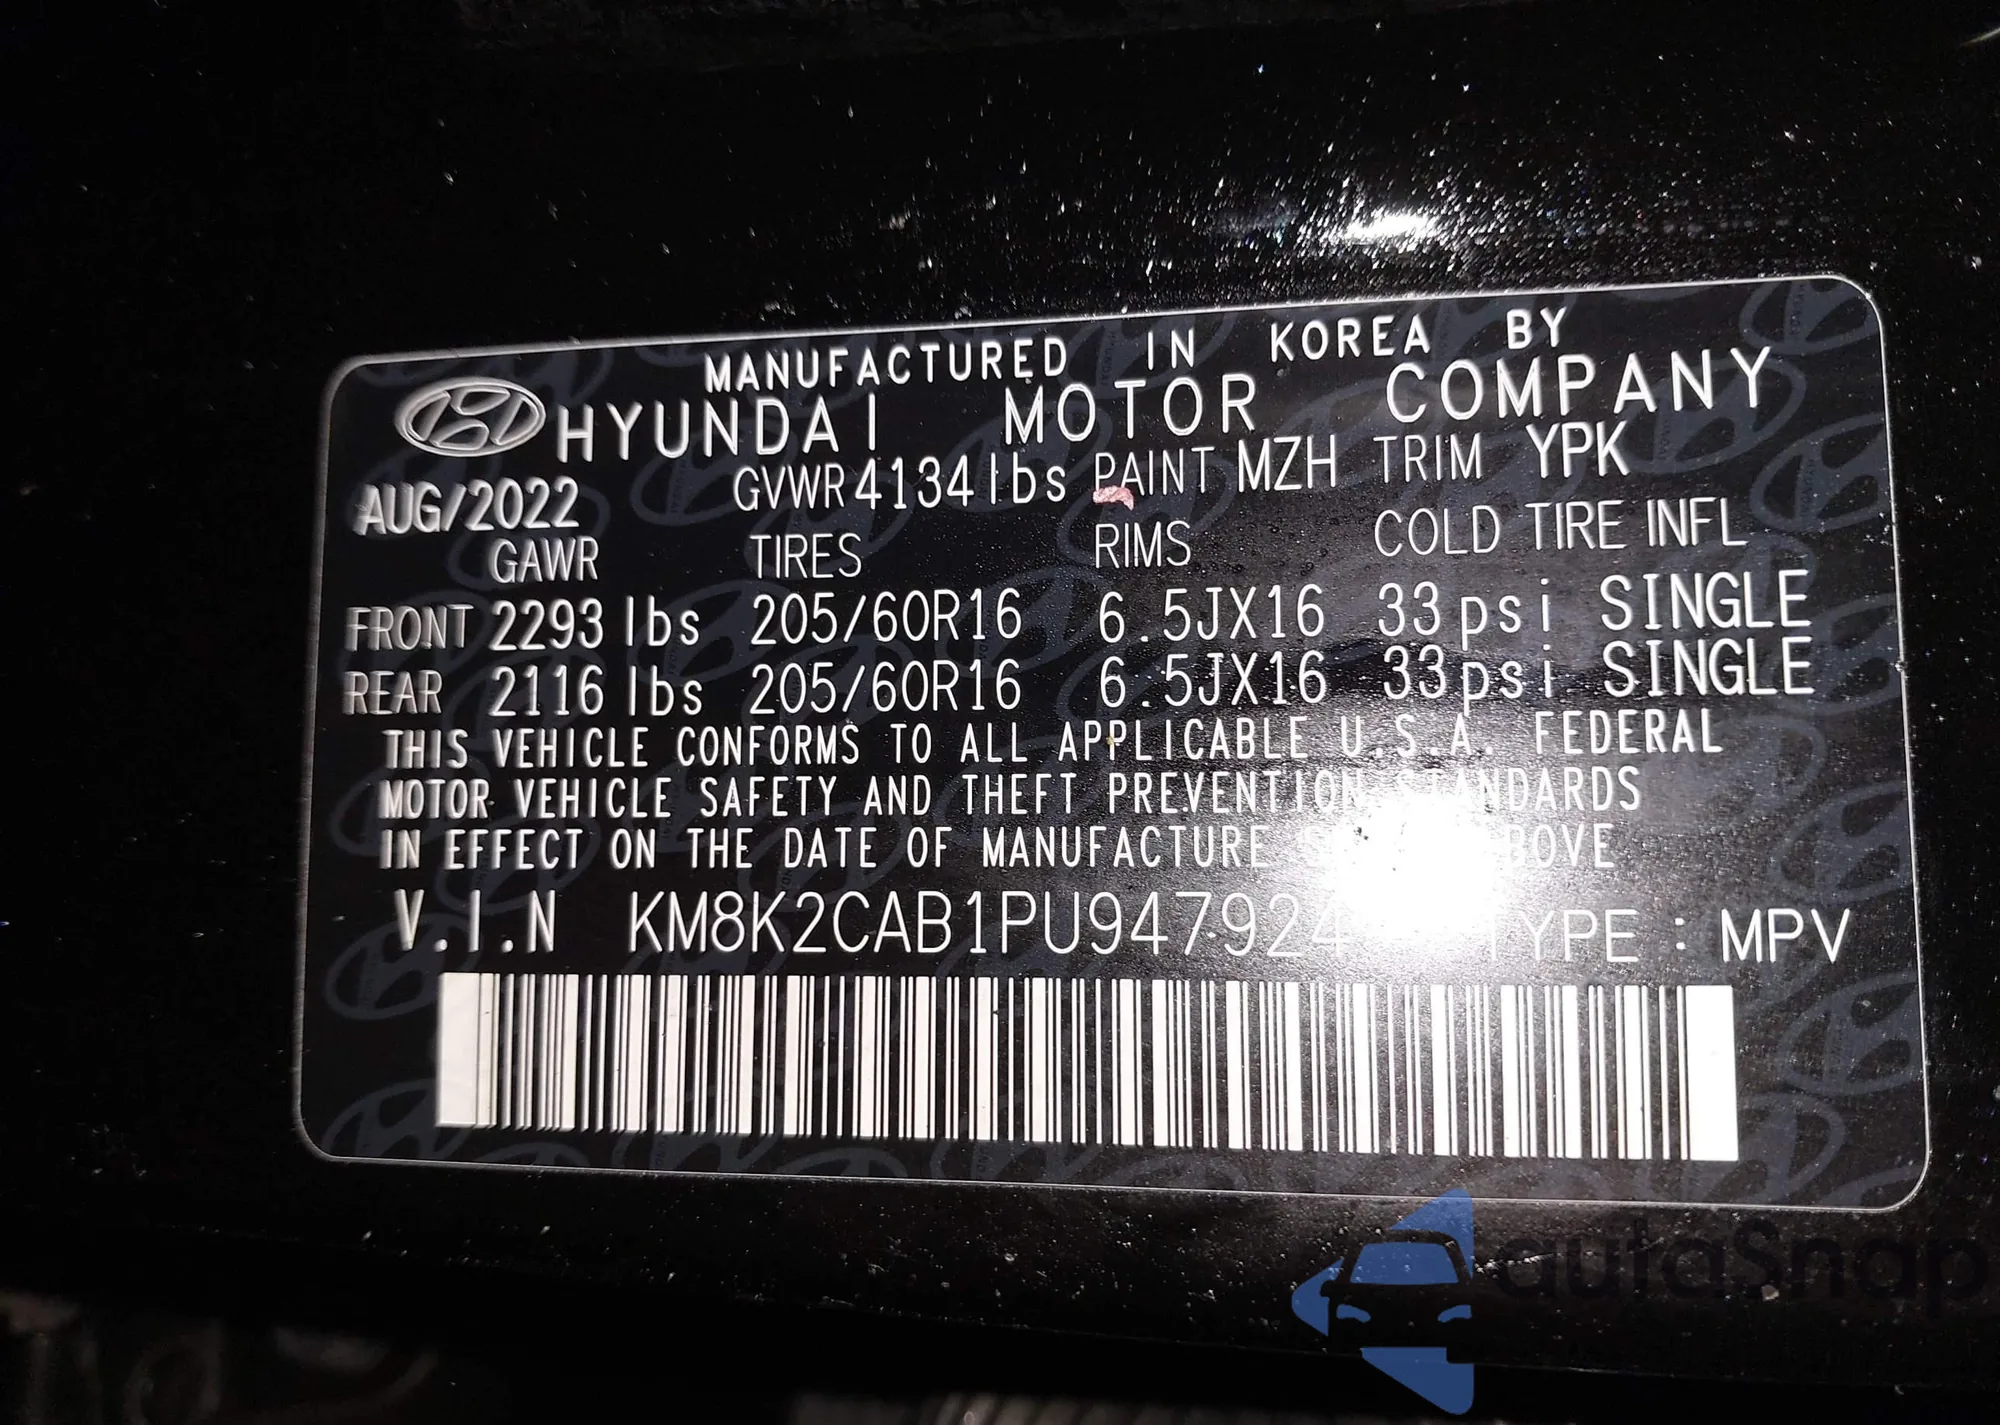 MANUFACTURED IN KOREA BY
HYUNDAI MOTOR COMPANY
AUG/2022 GVWR 4134lbs PAINT MZH TRIM YPK
GAWR TIRES RIMS COLD TIRE INFL
FRONT 2293 lbs 205/60R16 6.5JX16 33psi SINGLE
REAR 2116 lbs 205/60R16 6.5JX16 33psi SINGLE
THIS VEHICLE CONFORMS TO ALL APPLICABLE U.S.A. FEDERAL
MOTOR VEHICLE SAFETY AND THEFT PREVENTION STANDARDS
IN EFFECT ON THE DATE OF MANUFACTURE ABOVE
V.I.N KM8K2CAB1PU947924 TYPE : MPV
autoSnap